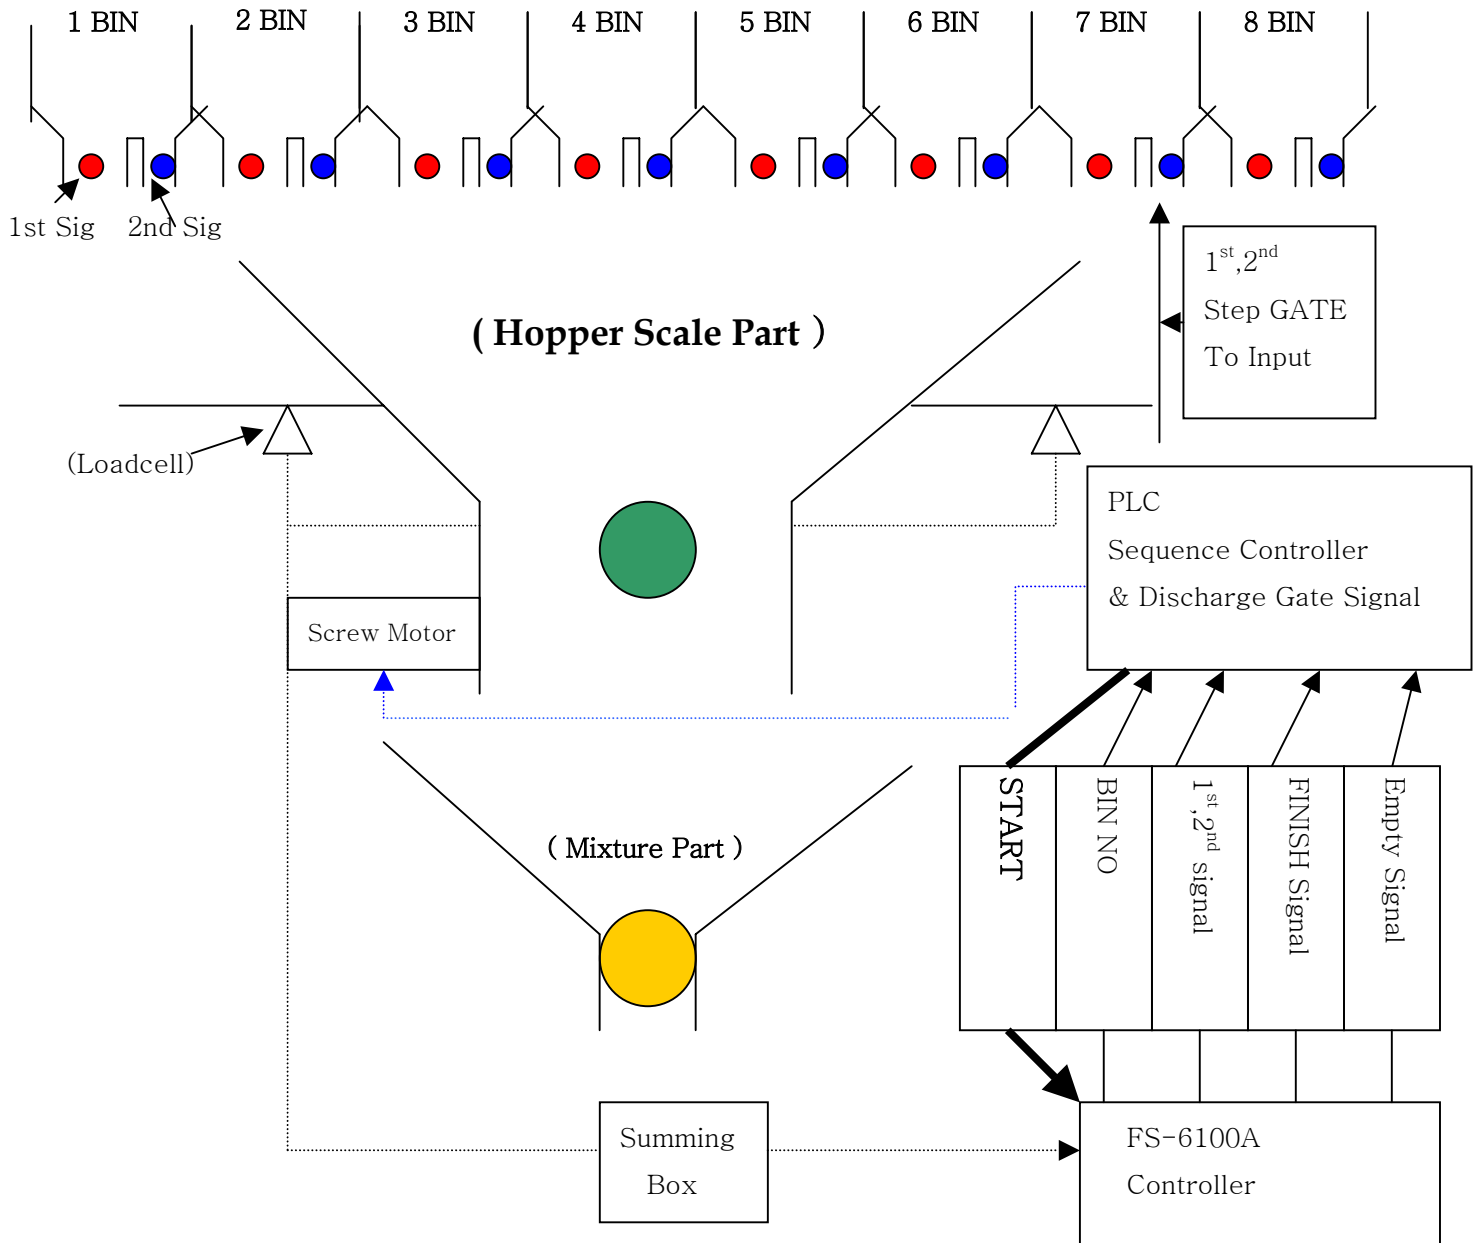 1 BIN 2 BIN 3 BIN 4 BIN 5 BIN 6 BIN 7 BIN 8 BIN
1st Sig 2nd Sig
1st,2nd
Step GATE
To Input
( Hopper Scale Part )
(Loadcell)
PLC
Sequence Controller
& Discharge Gate Signal
Screw Motor
START
BIN NO
1st,2nd signal
FINISH Signal
Empty Signal
( Mixture Part )
Summing
Box
FS-6100A
Controller